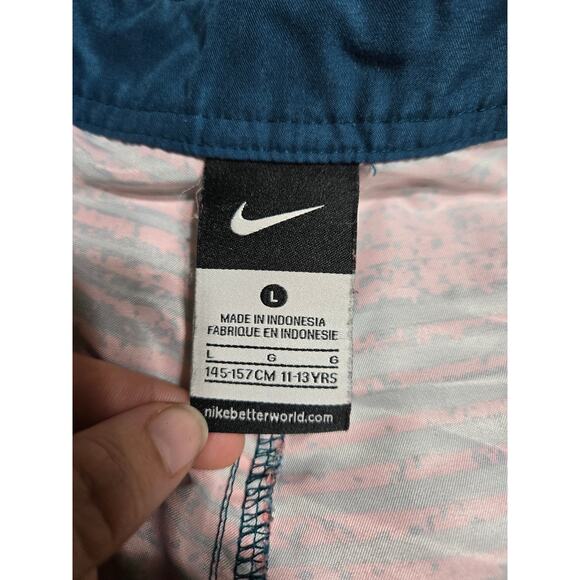 L
MADE IN INDONESIA
FABRIQUE EN INDONESIE
L G G
145-157CM 11-13YRS
nikebetterworld.com